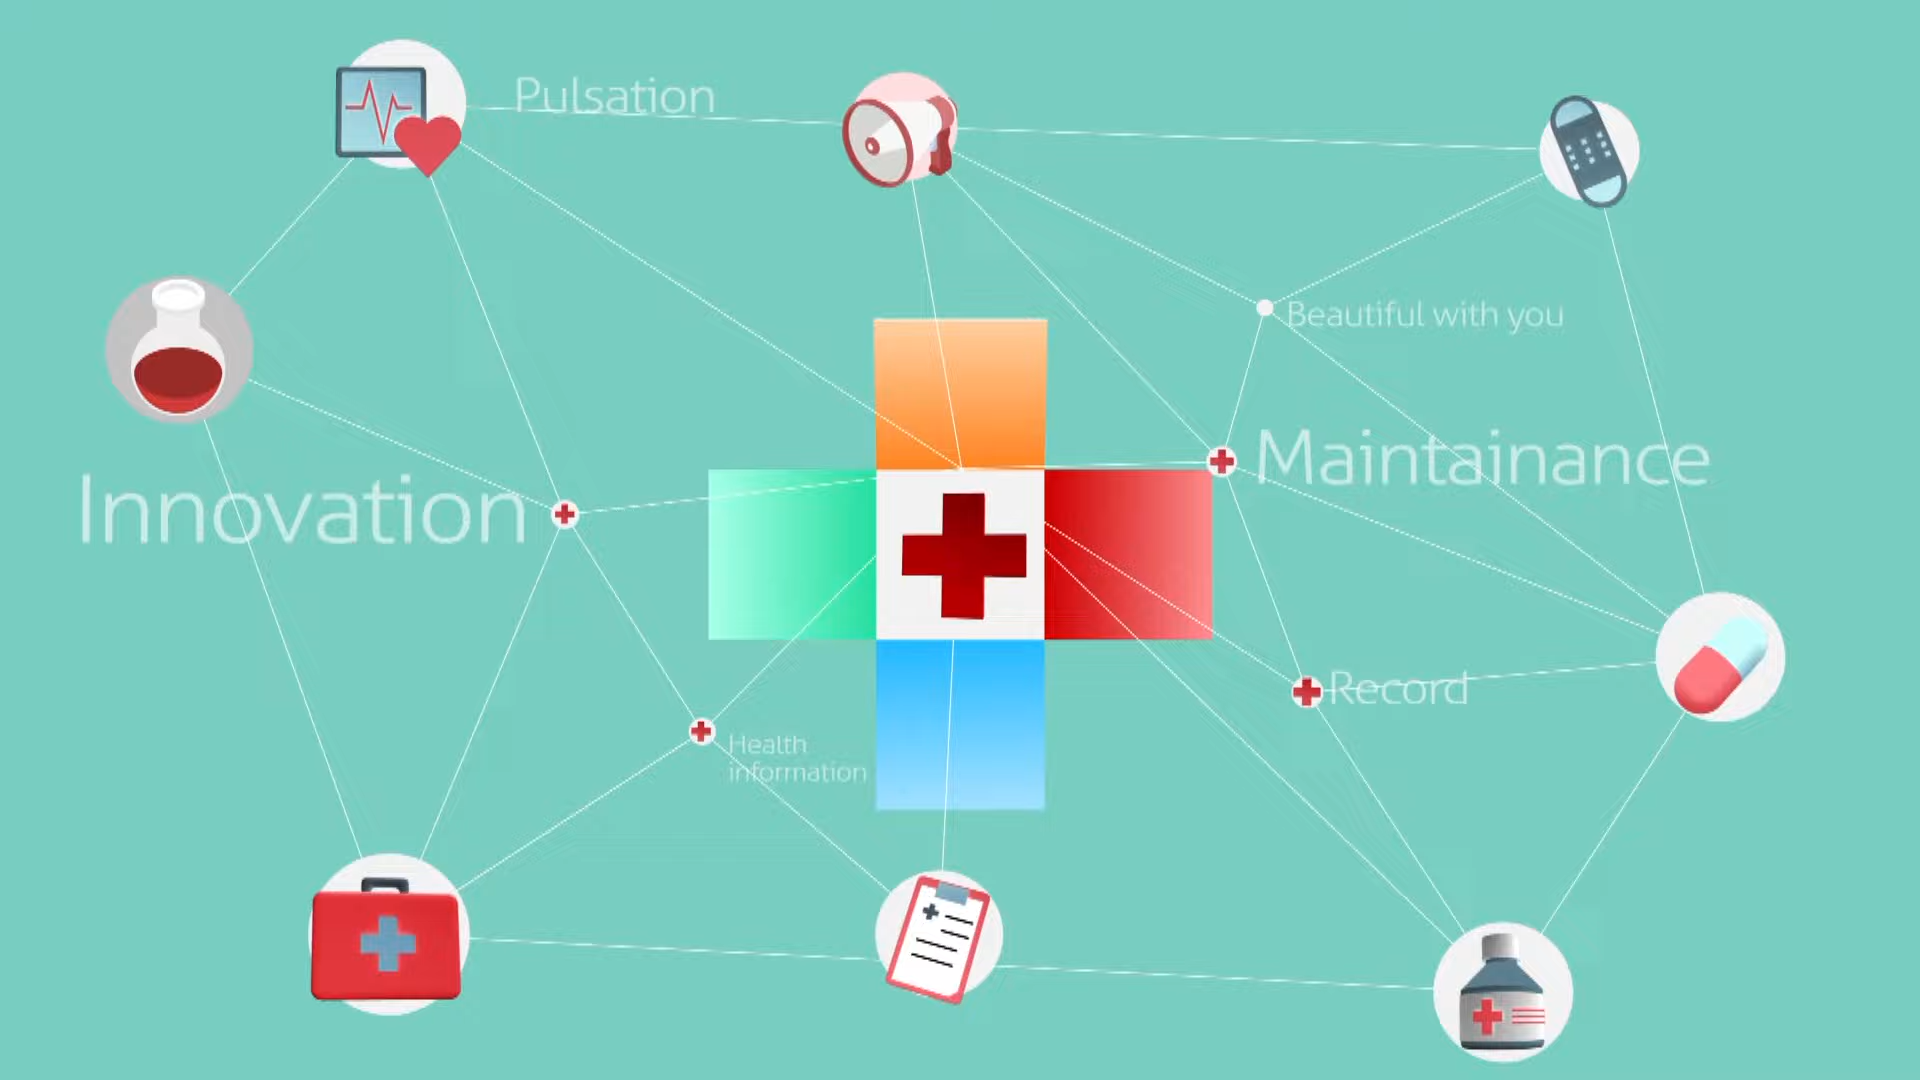 Pulsation
Beautiful with you
Maintainance
Innovation
Record
Health
information